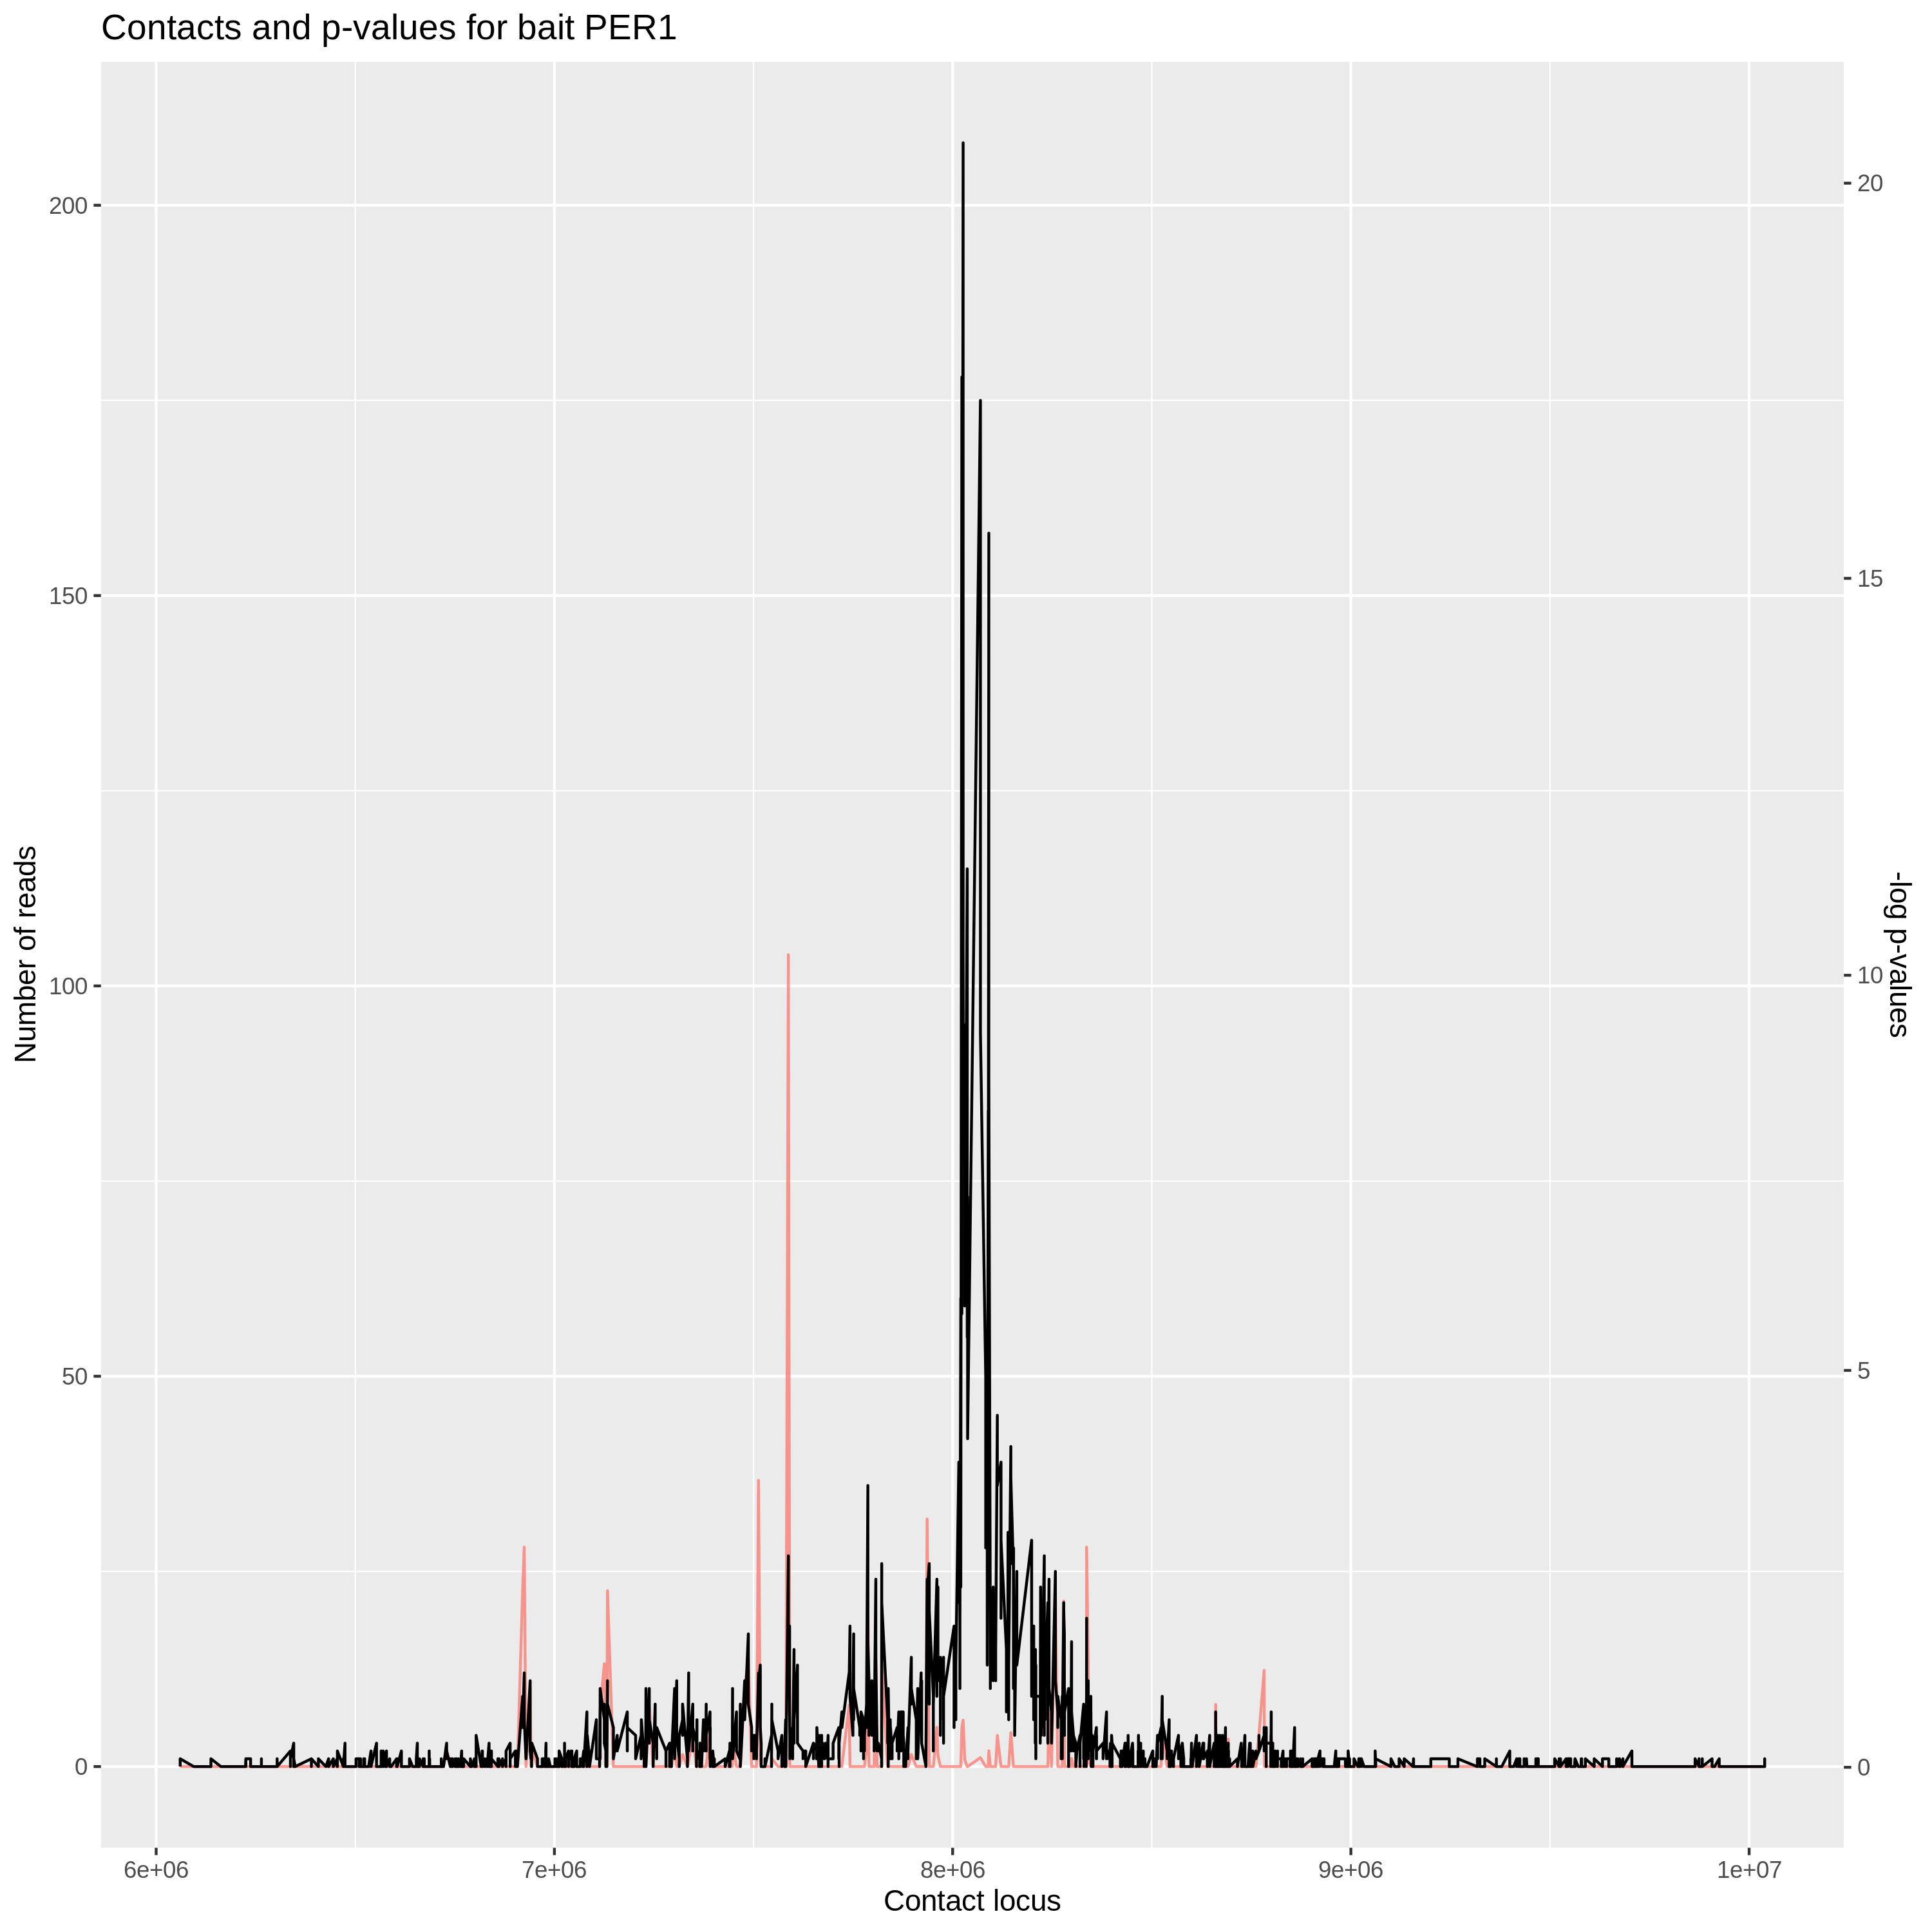 Contacts and p-values for bait PER1
200
150
100
50
0
Number of reads
20
15
10
5
0
-log p-values
6e+06
7e+06
8e+06
9e+06
1e+07
Contact locus